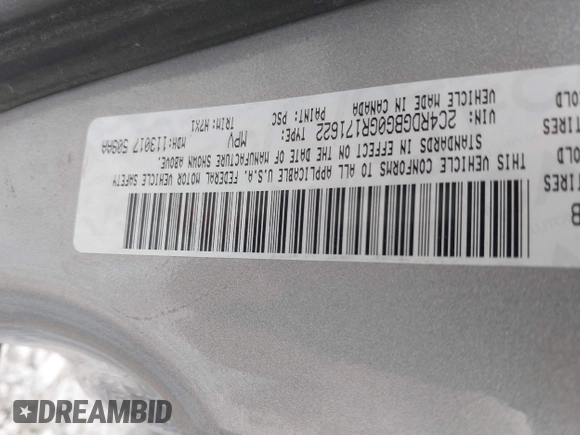 THIS VEHICLE CONFORMS TO ALL APPLICABLE U.S.A. FEDERAL MOTOR VEHICLE SAFETY
STANDARDS IN EFFECT ON THE DATE OF MANUFACTURE SHOWN ABOVE.
VIN: 2C4RDGBG0GR171622 TYPE: MPV MDH:113017 909AA
VEHICLE MADE IN CANADA PAINT: PSC TRIM: H7X1
TIRES
OLD
TIRES
OLD
B
DREAMBID